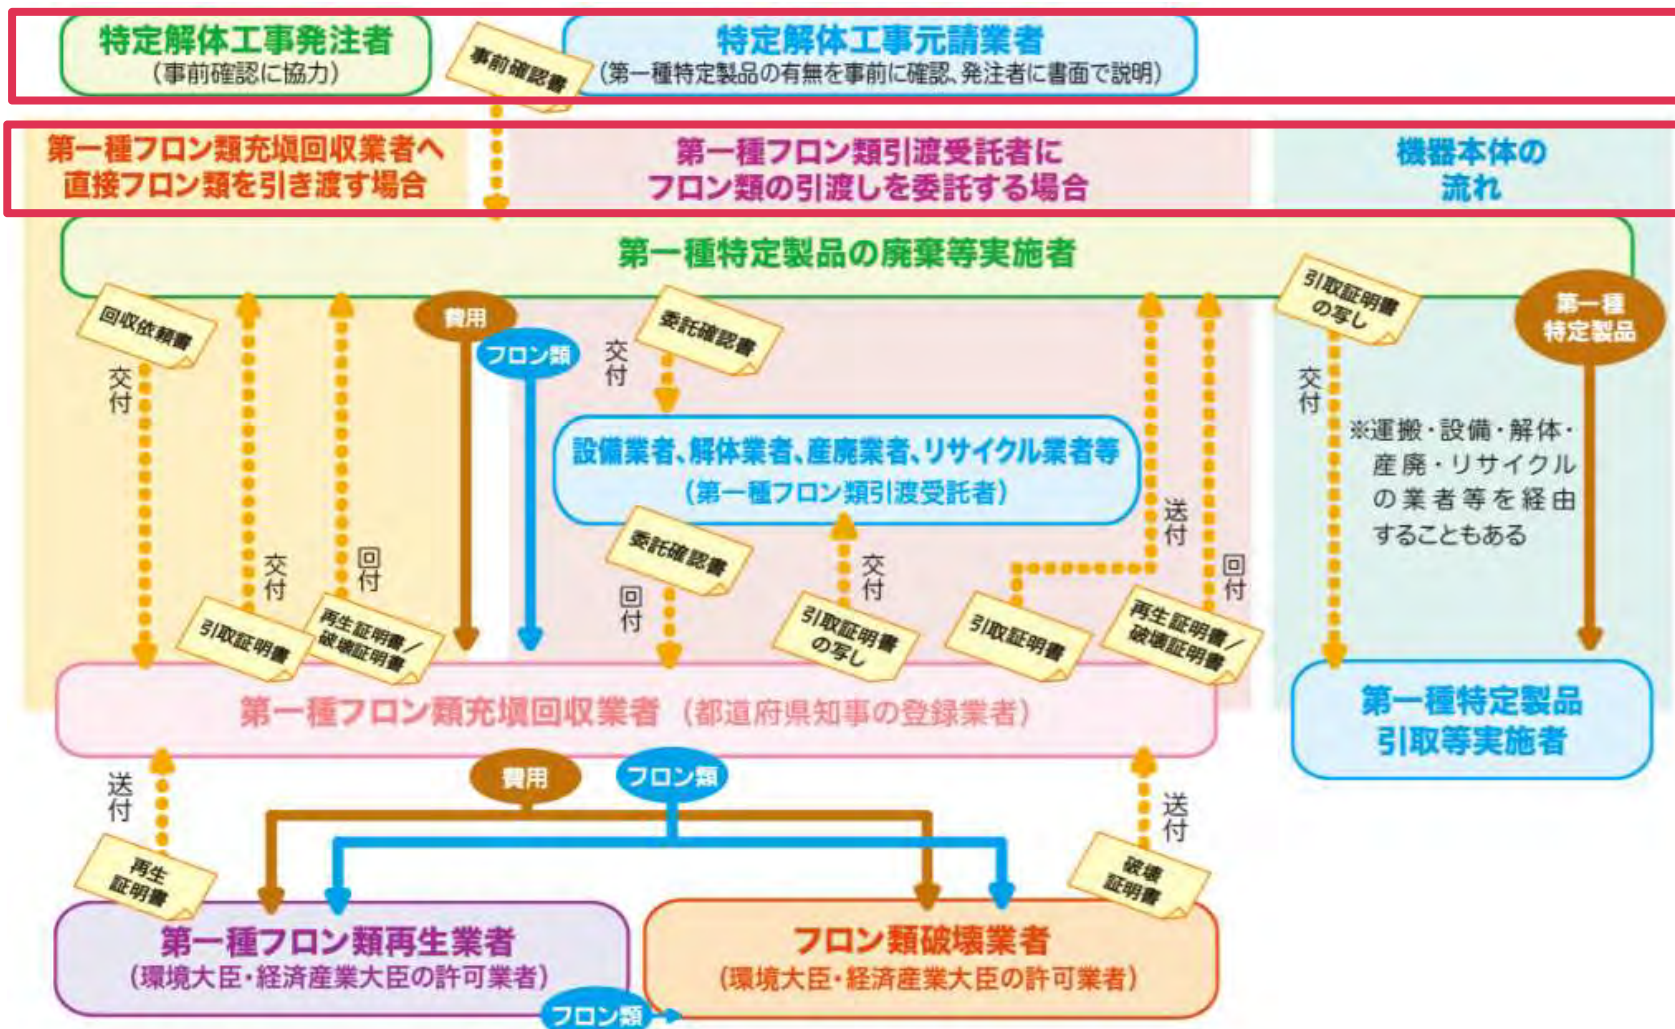 特定解体工事発注者
(事前確認に協力)
事前確認書
特定解体工事元請業者
(第一種特定製品の有無を事前に確認、発注者に書面で説明)
第一種フロン類充塡回収業者へ
直接フロン類を引き渡す場合
第一種フロン類引渡受託者に
フロン類の引渡しを委託する場合
機器本体の
流れ
第一種特定製品の廃棄等実施者
回収依頼書
交付
費用
フロン類
委託確認書
交付
引取証明書
の写し
交付
第一種
特定製品
※運搬・設備・解体・
産廃・リサイクル
の業者等を経由
することもある
設備業者、解体業者、産廃業者、リサイクル業者等
(第一種フロン類引渡受託者)
交付
引取証明書
回付
再生証明書/
破壊証明書
委託確認書
回付
交付
引取証明書
の写し
送付
引取証明書
回付
再生証明書/
破壊証明書
第一種フロン類充塡回収業者 (都道府県知事の登録業者)
第一種特定製品
引取等実施者
送付
再生
証明書
費用
フロン類
送付
破壊
証明書
第一種フロン類再生業者
(環境大臣・経済産業大臣の許可業者)
フロン類破壊業者
(環境大臣・経済産業大臣の許可業者)
フロン類